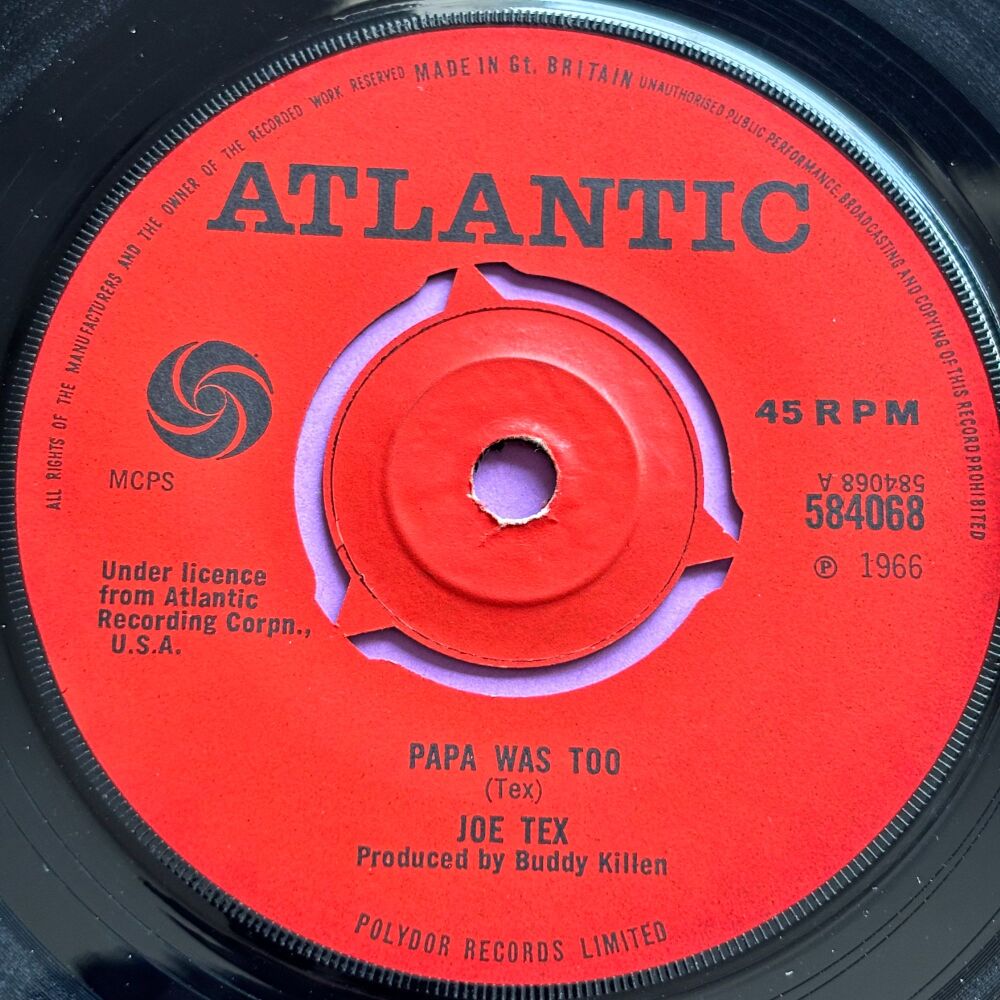 ALL RIGHTS OF THE MANUFACTURERS AND THE OWNER OF THE RECORDED WORK RESERVED MADE IN Gt. BRITAIN UNAUTHORISED PUBLIC PERFORMANCE, BROADCASTING AND COPYING OF THIS RECORD PROHIBITED
ATLANTIC
45 RPM
MCPS
584068 A
584068
℗ 1966
Under licence
from Atlantic
Recording Corpn.,
U.S.A.
PAPA WAS TOO
(Tex)
JOE TEX
Produced by Buddy Killen
POLYDOR RECORDS LIMITED